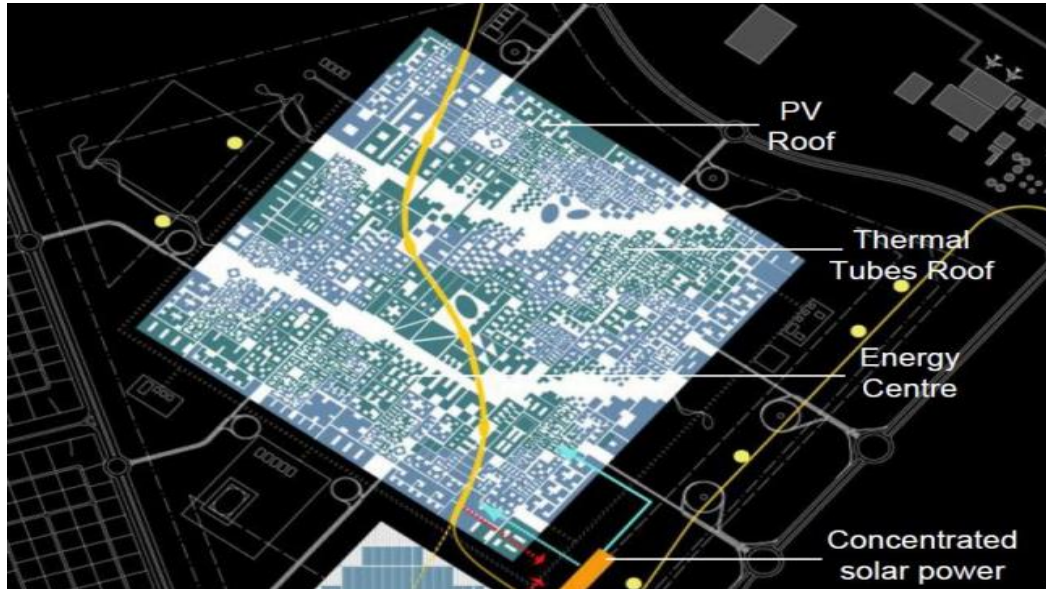 PV
Roof
Thermal
Tubes Roof
Energy
Centre
Concentrated
solar power